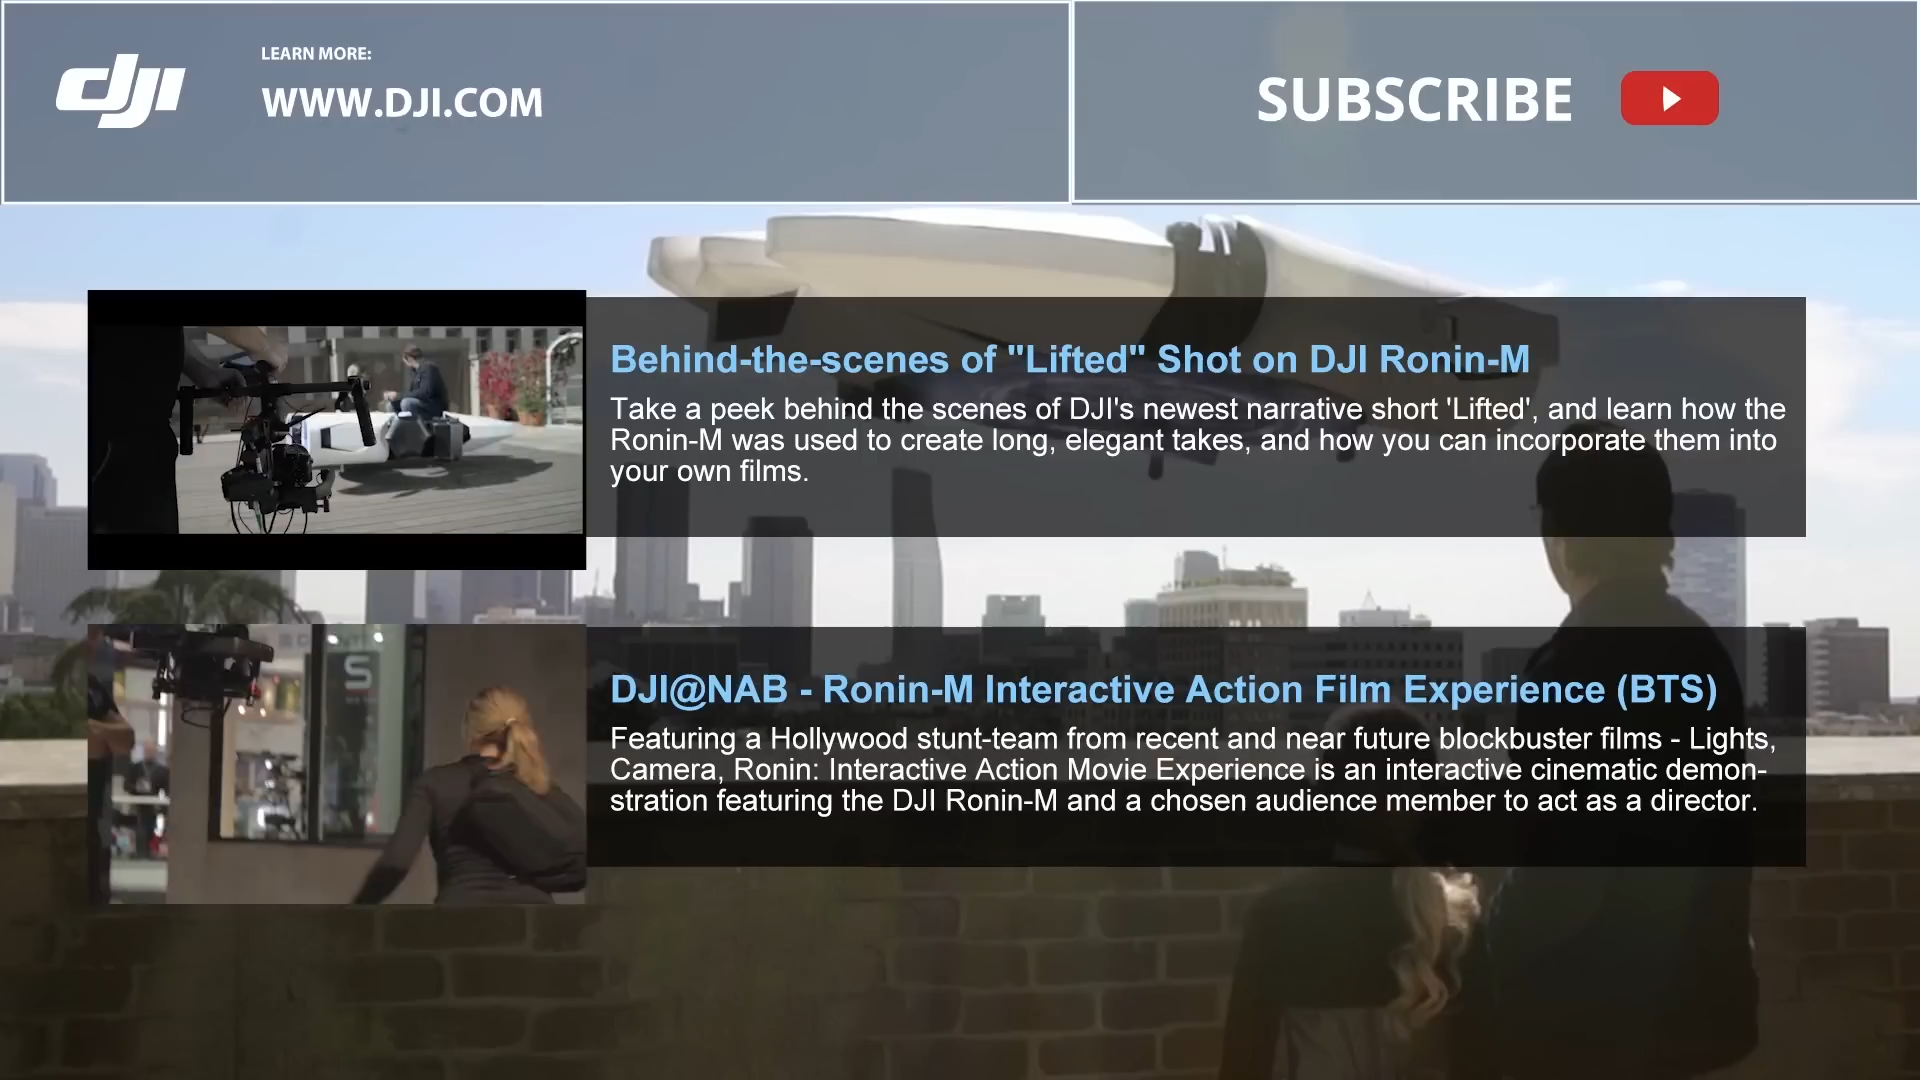 dji
LEARN MORE:
WWW.DJI.COM
SUBSCRIBE
Behind-the-scenes of "Lifted" Shot on DJI Ronin-M
Take a peek behind the scenes of DJI's newest narrative short 'Lifted', and learn how the
Ronin-M was used to create long, elegant takes, and how you can incorporate them into
your own films.
S
DJI@NAB - Ronin-M Interactive Action Film Experience (BTS)
Featuring a Hollywood stunt-team from recent and near future blockbuster films - Lights,
Camera, Ronin: Interactive Action Movie Experience is an interactive cinematic demon-
stration featuring the DJI Ronin-M and a chosen audience member to act as a director.